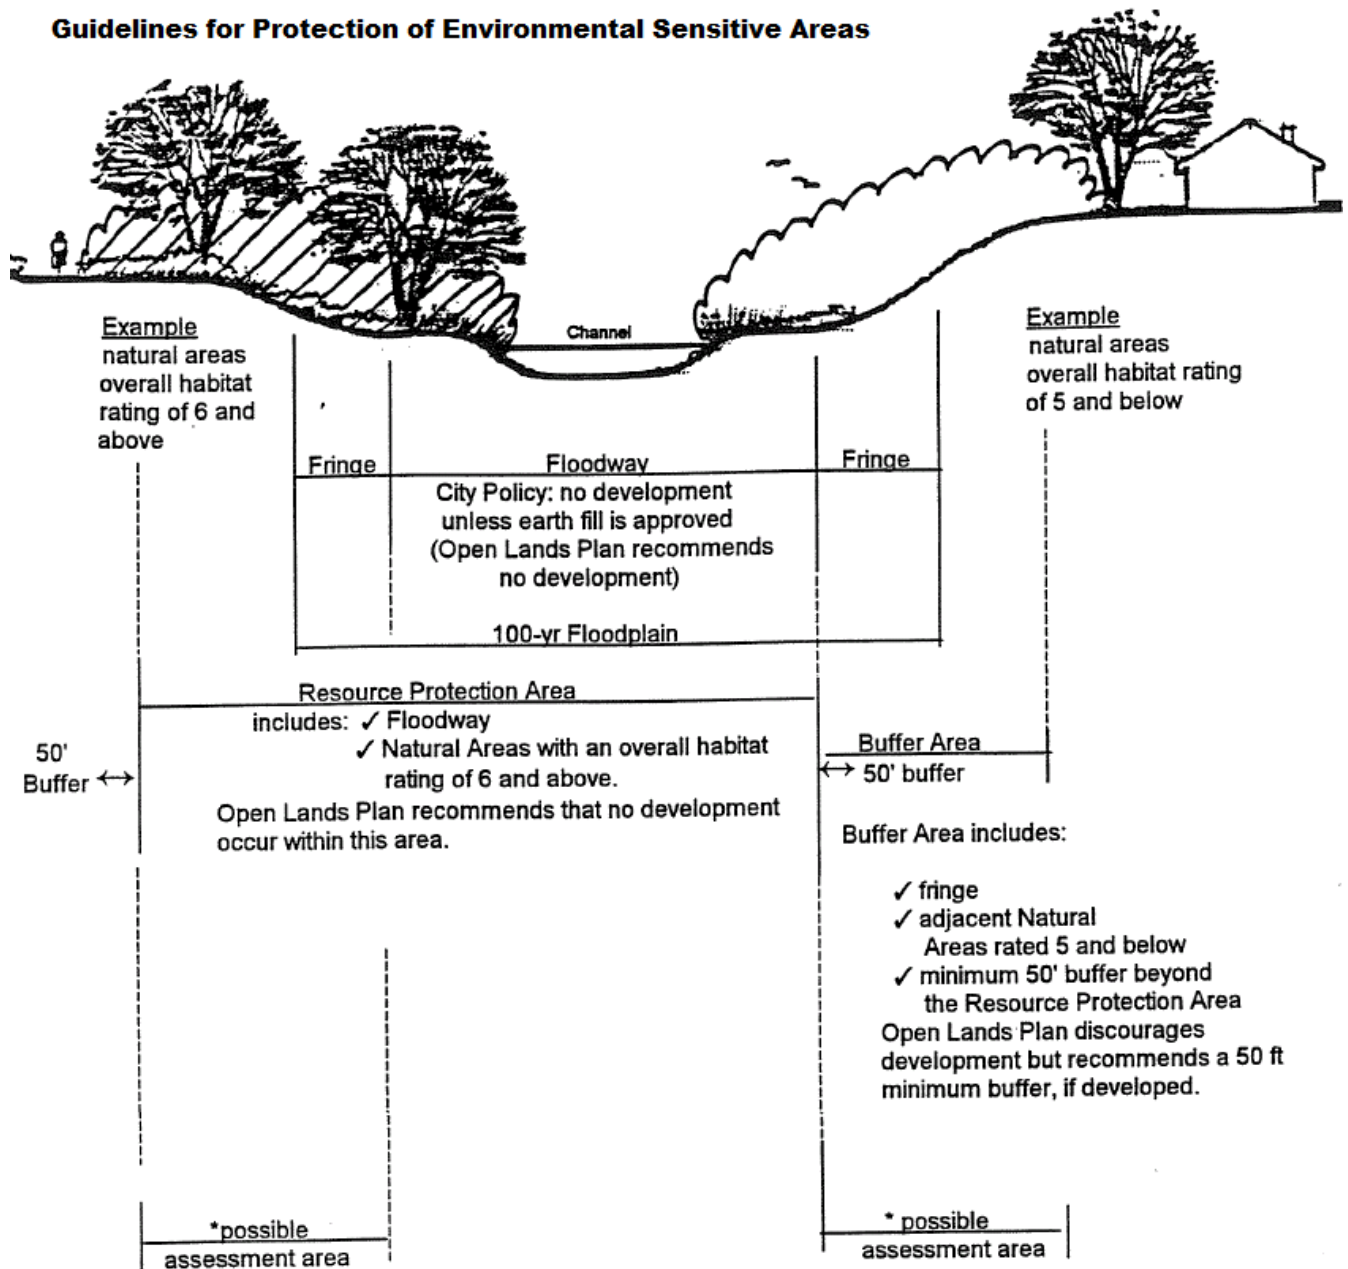 Guidelines for Protection of Environmental Sensitive Areas
Channel
Example
natural areas
overall habitat
rating of 6 and
above
Example
natural areas
overall habitat rating
of 5 and below
Fringe
Floodway
Fringe
City Policy: no development
unless earth fill is approved
(Open Lands Plan recommends
no development)
100-yr Floodplain
Resource Protection Area
includes: ✓ Floodway
✓ Natural Areas with an overall habitat
rating of 6 and above.
Open Lands Plan recommends that no development
occur within this area.
50'
Buffer
Buffer Area
50' buffer
Buffer Area includes:
✓ fringe
✓ adjacent Natural
Areas rated 5 and below
✓ minimum 50' buffer beyond
the Resource Protection Area
Open Lands Plan discourages
development but recommends a 50 ft
minimum buffer, if developed.
*possible
assessment area
* possible
assessment area